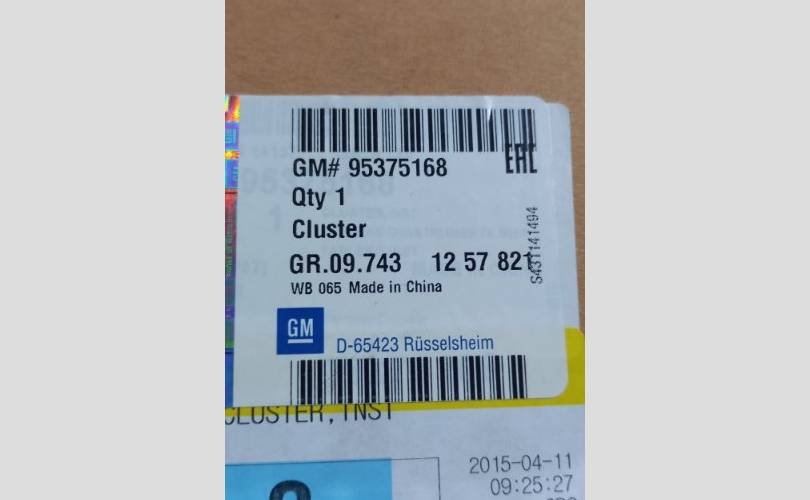 GM# 95375168
EAC
Qty 1
Cluster
GR.09.743 12 57 821
WB 065 Made in China
S431141494
GM
D-65423 Rüsselsheim
CLUSTER, INST
2015-04-11
09:25:27